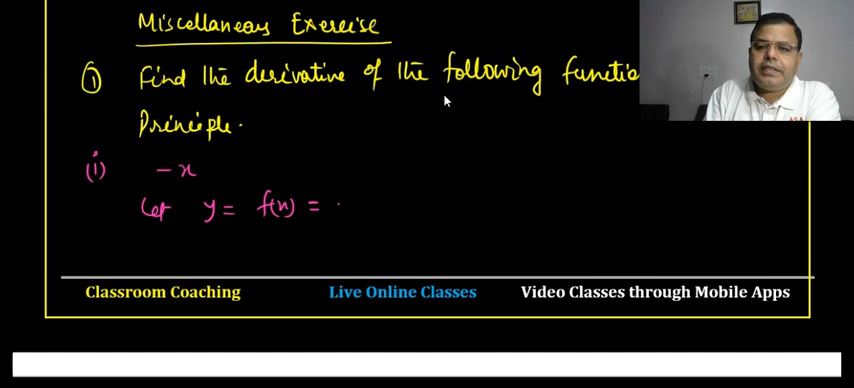 Miscellaneous Exercise
① Find the derivative of the following functio
Principle.
(i) -x
Let y = f(x) =
Classroom Coaching Live Online Classes Video Classes through Mobile Apps